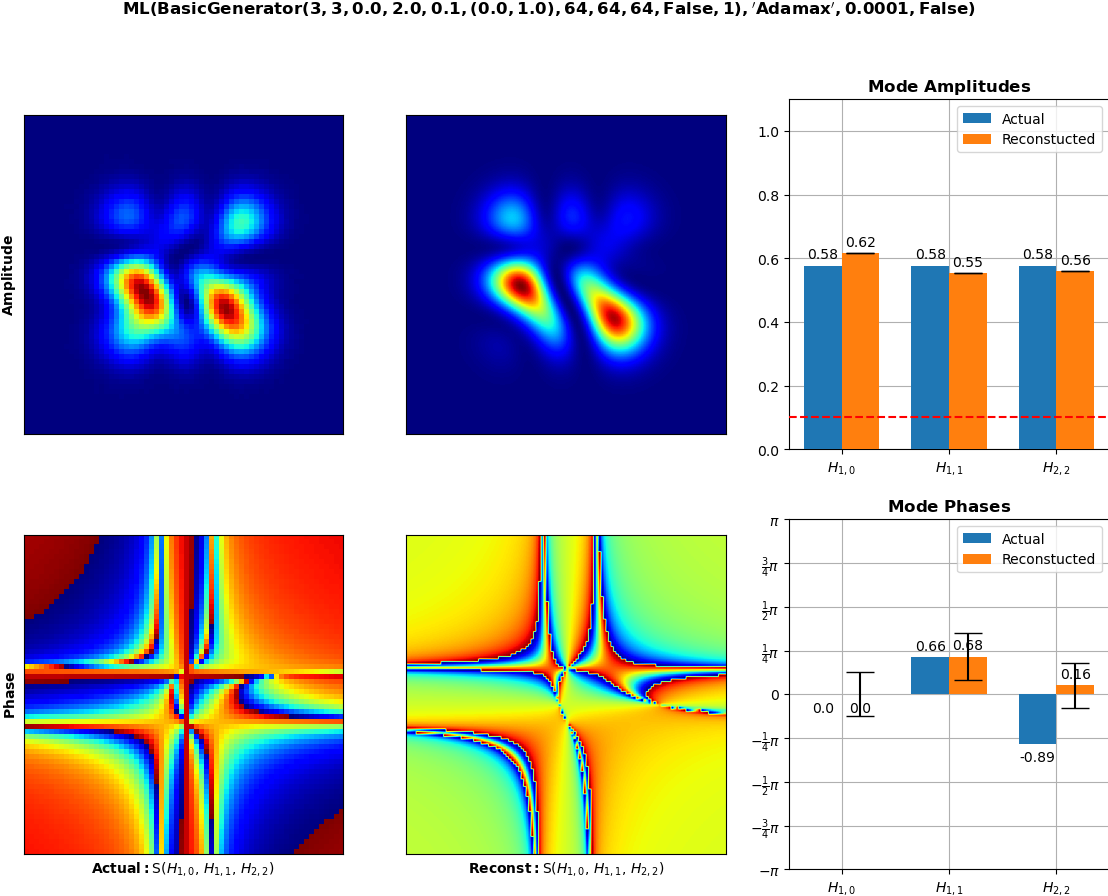 ML(BasicGenerator(3, 3, 0.0, 2.0, 0.1, (0.0, 1.0), 64, 64, 64, False, 1), 'Adamax', 0.0001, False)
Amplitude
Mode Amplitudes
Actual
Reconstucted
1.0
0.8
0.6
0.4
0.2
0.0
0.58 0.62 0.58 0.55 0.58 0.56
H1,0 H1,1 H2,2
Phase
Actual: S(H1,0, H1,1, H2,2)
Reconst: S(H1,0, H1,1, H2,2)
Mode Phases
Actual
Reconstucted
π
3/4π
1/2π
1/4π
0
−1/4π
−1/2π
−3/4π
−π
0.0 0.0 0.66 0.68 -0.89 0.16
H1,0 H1,1 H2,2